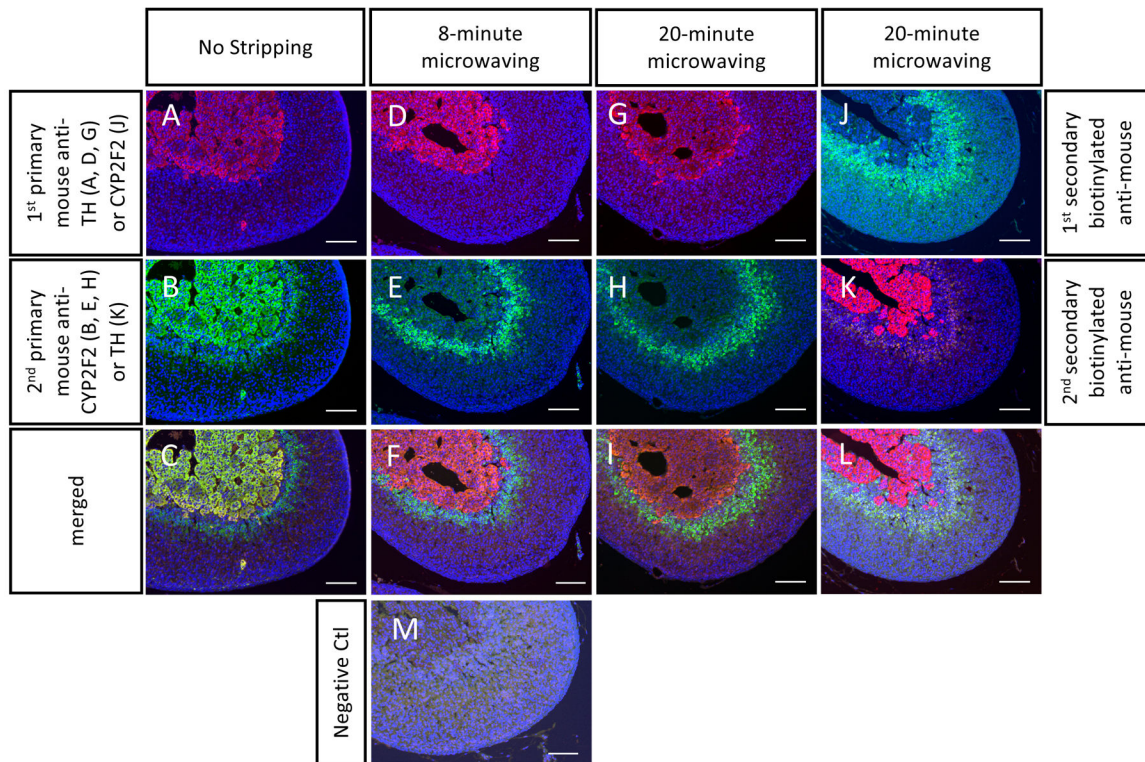 No Stripping
8-minute
microwaving
20-minute
microwaving
20-minute
microwaving
1st primary
mouse anti-
TH (A, D, G)
or CYP2F2 (J)
A
D
G
J
1st secondary
biotinylated
anti-mouse
2nd primary
mouse anti-
CYP2F2 (B, E, H)
or TH (K)
B
E
H
K
2nd secondary
biotinylated
anti-mouse
merged
C
F
I
L
Negative Ctl
M